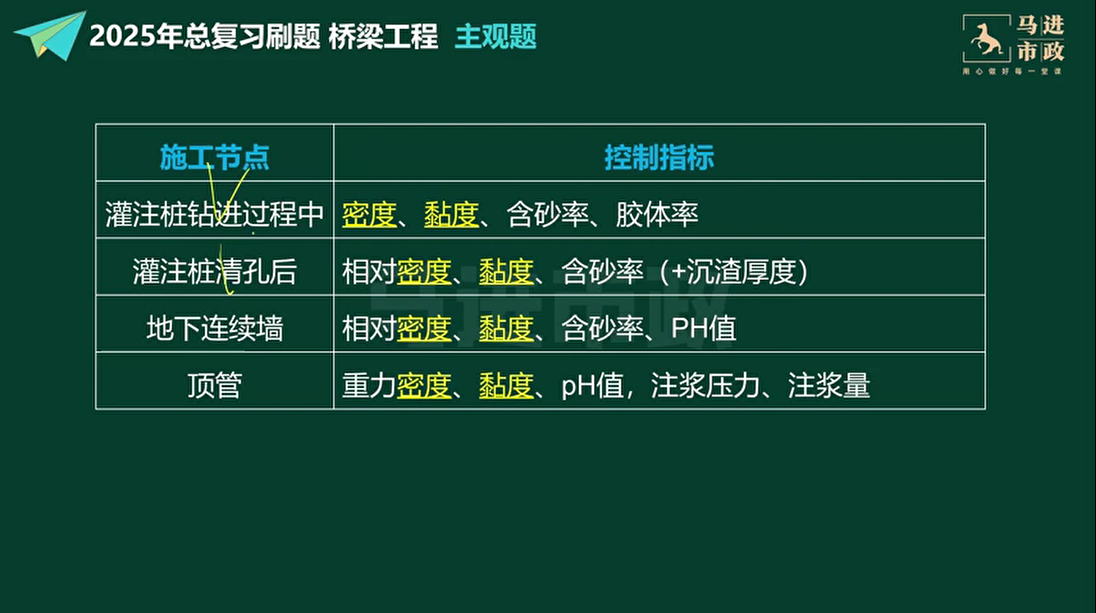 2025年总复习刷题 桥梁工程 主观题
马进
市政
用心做好每一堂课
施工节点 控制指标
灌注桩钻进过程中 密度、黏度、含砂率、胶体率
灌注桩清孔后 相对密度、黏度、含砂率（+沉渣厚度）
地下连续墙 相对密度、黏度、含砂率、PH值
顶管 重力密度、黏度、pH值，注浆压力、注浆量
马进市政